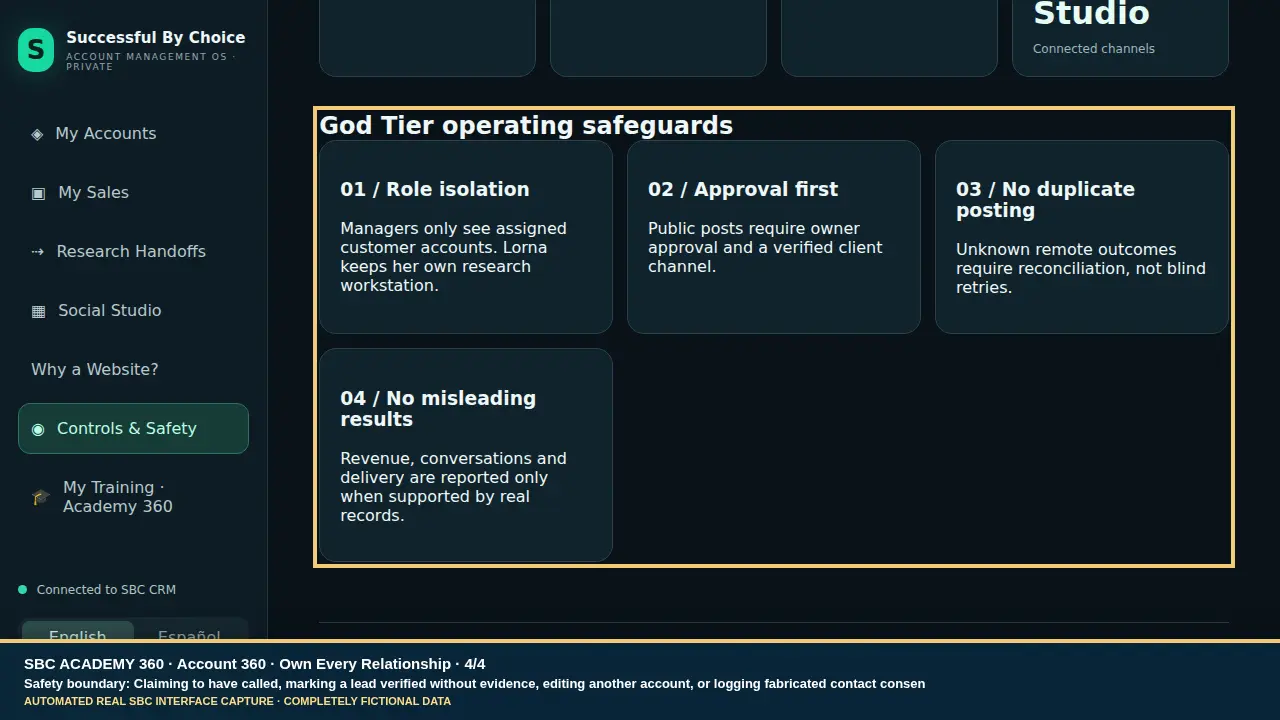 S
Successful By Choice
ACCOUNT MANAGEMENT OS ·
PRIVATE
◈ My Accounts
▣ My Sales
⇢ Research Handoffs
▦ Social Studio
Why a Website?
◉ Controls & Safety
🎓 My Training ·
Academy 360
Connected to SBC CRM
English Español
Studio
Connected channels
God Tier operating safeguards
01 / Role isolation
Managers only see assigned
customer accounts. Lorna
keeps her own research
workstation.
02 / Approval first
Public posts require owner
approval and a verified client
channel.
03 / No duplicate
posting
Unknown remote outcomes
require reconciliation, not blind
retries.
04 / No misleading
results
Revenue, conversations and
delivery are reported only
when supported by real
records.
SBC ACADEMY 360 · Account 360 · Own Every Relationship · 4/4
Safety boundary: Claiming to have called, marking a lead verified without evidence, editing another account, or logging fabricated contact consen
AUTOMATED REAL SBC INTERFACE CAPTURE · COMPLETELY FICTIONAL DATA